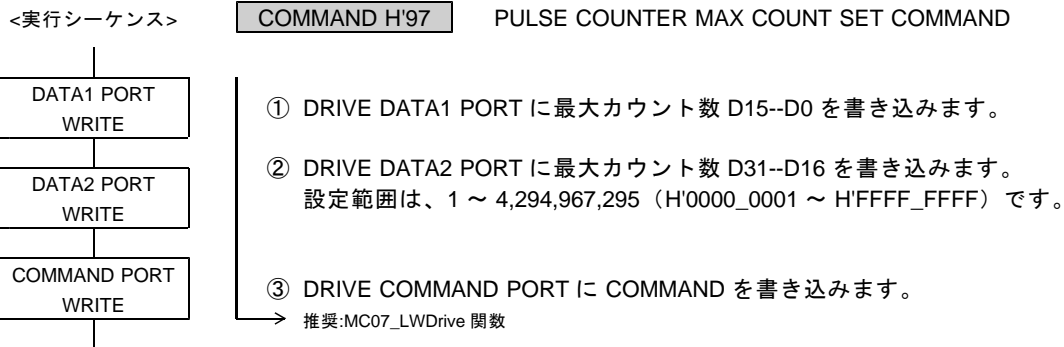 <実行シーケンス>
COMMAND H'97 PULSE COUNTER MAX COUNT SET COMMAND
DATA1 PORT
WRITE
① DRIVE DATA1 PORT に最大カウント数 D15--D0 を書き込みます。
DATA2 PORT
WRITE
② DRIVE DATA2 PORT に最大カウント数 D31--D16 を書き込みます。
設定範囲は、1 ～ 4,294,967,295（H'0000_0001 ～ H'FFFF_FFFF）です。
COMMAND PORT
WRITE
③ DRIVE COMMAND PORT に COMMAND を書き込みます。
推奨:MC07_LWDrive 関数